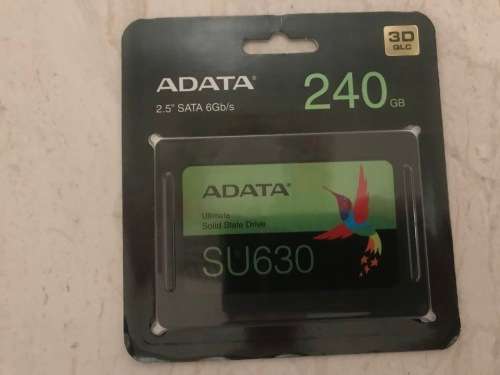 3D
QLC
ADATA®
2.5" SATA 6Gb/s
240 GB
ADATA®
Ultimate
Solid State Drive
SU630